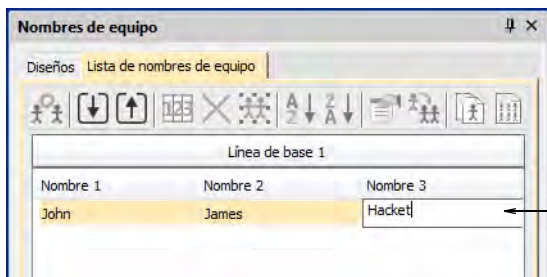 Nombres de equipo
Diseños Lista de nombres de equipo
123 A Z Z A
Línea de base 1
Nombre 1 Nombre 2 Nombre 3
John James Hacket